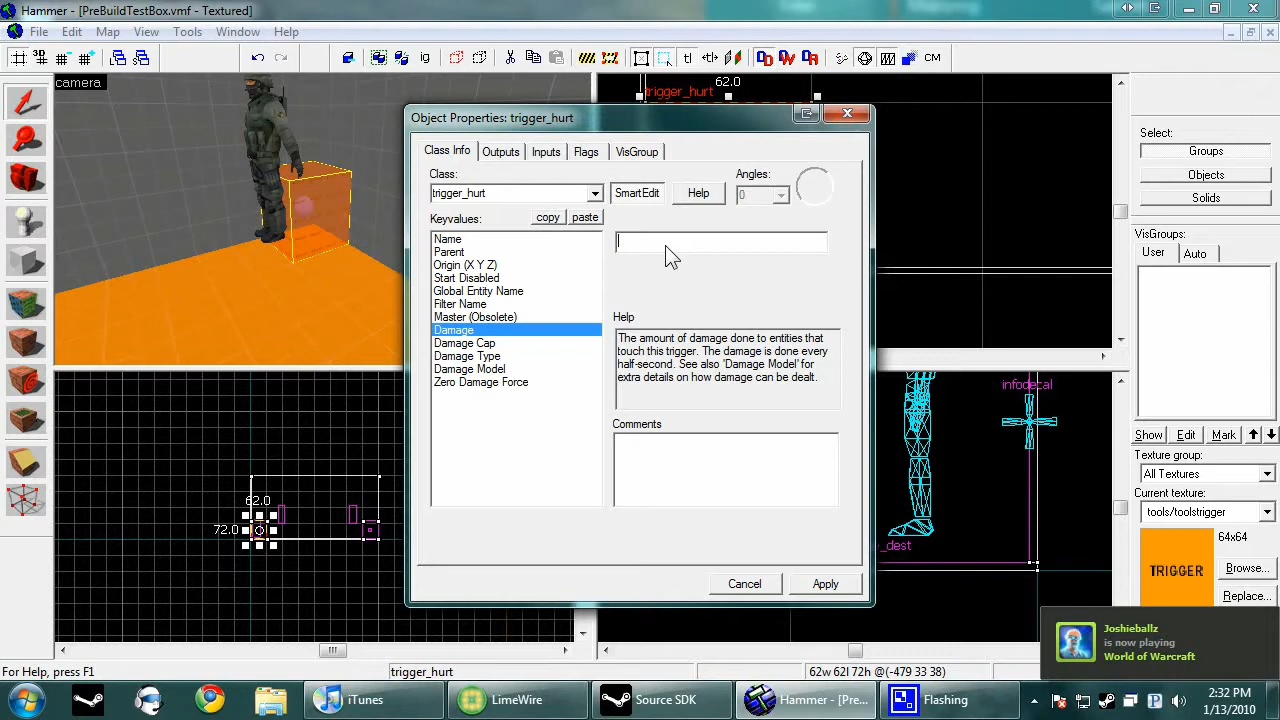 Hammer - [PreBuildTestBox.vmf - Textured]
File Edit Map View Tools Window Help
camera
62.0
trigger_hurt
Object Properties: trigger_hurt
Class Info Outputs Inputs Flags VisGroup
Class:
trigger_hurt
SmartEdit
Help
Angles:
0
Keyvalues:
copy
paste
Name
Parent
Origin (X Y Z)
Start Disabled
Global Entity Name
Filter Name
Master (Obsolete)
Damage
Damage Cap
Damage Type
Damage Model
Zero Damage Force
Help
The amount of damage done to entities that
touch this trigger. The damage is done every
half-second. See also 'Damage Model' for
extra details on how damage can be dealt.
Comments
Cancel
Apply
62.0
72.0
infodecal
e_dest
Select:
Groups
Objects
Solids
VisGroups:
User Auto
Show Edit Mark
Texture group:
All Textures
Current texture:
tools/toolstrigger
64x64
TRIGGER
Browse...
Replace...
Joshieballz
is now playing
World of Warcraft
For Help, press F1
trigger_hurt
62w 62l 72h @(-479 33 38)
iTunes
LimeWire
Source SDK
Hammer - [Pre...
Flashing
2:32 PM
1/13/2010